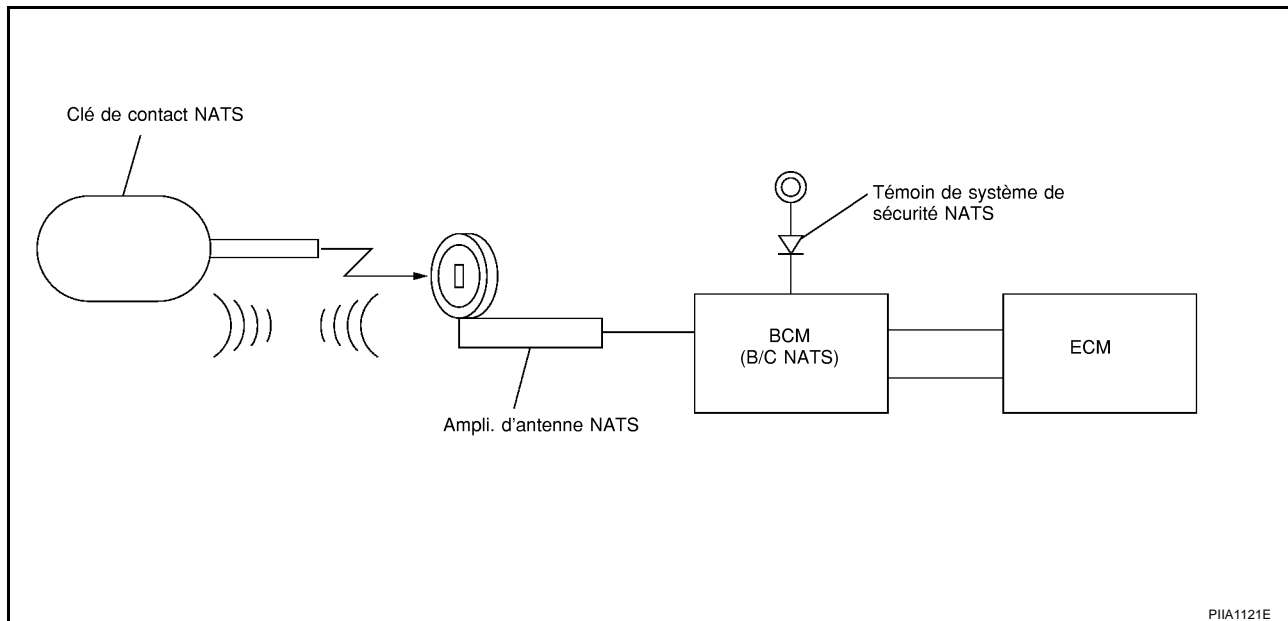 Clé de contact NATS
Témoin de système de
sécurité NATS
BCM
(B/C NATS)
ECM
Ampli. d'antenne NATS
PIIA1121E